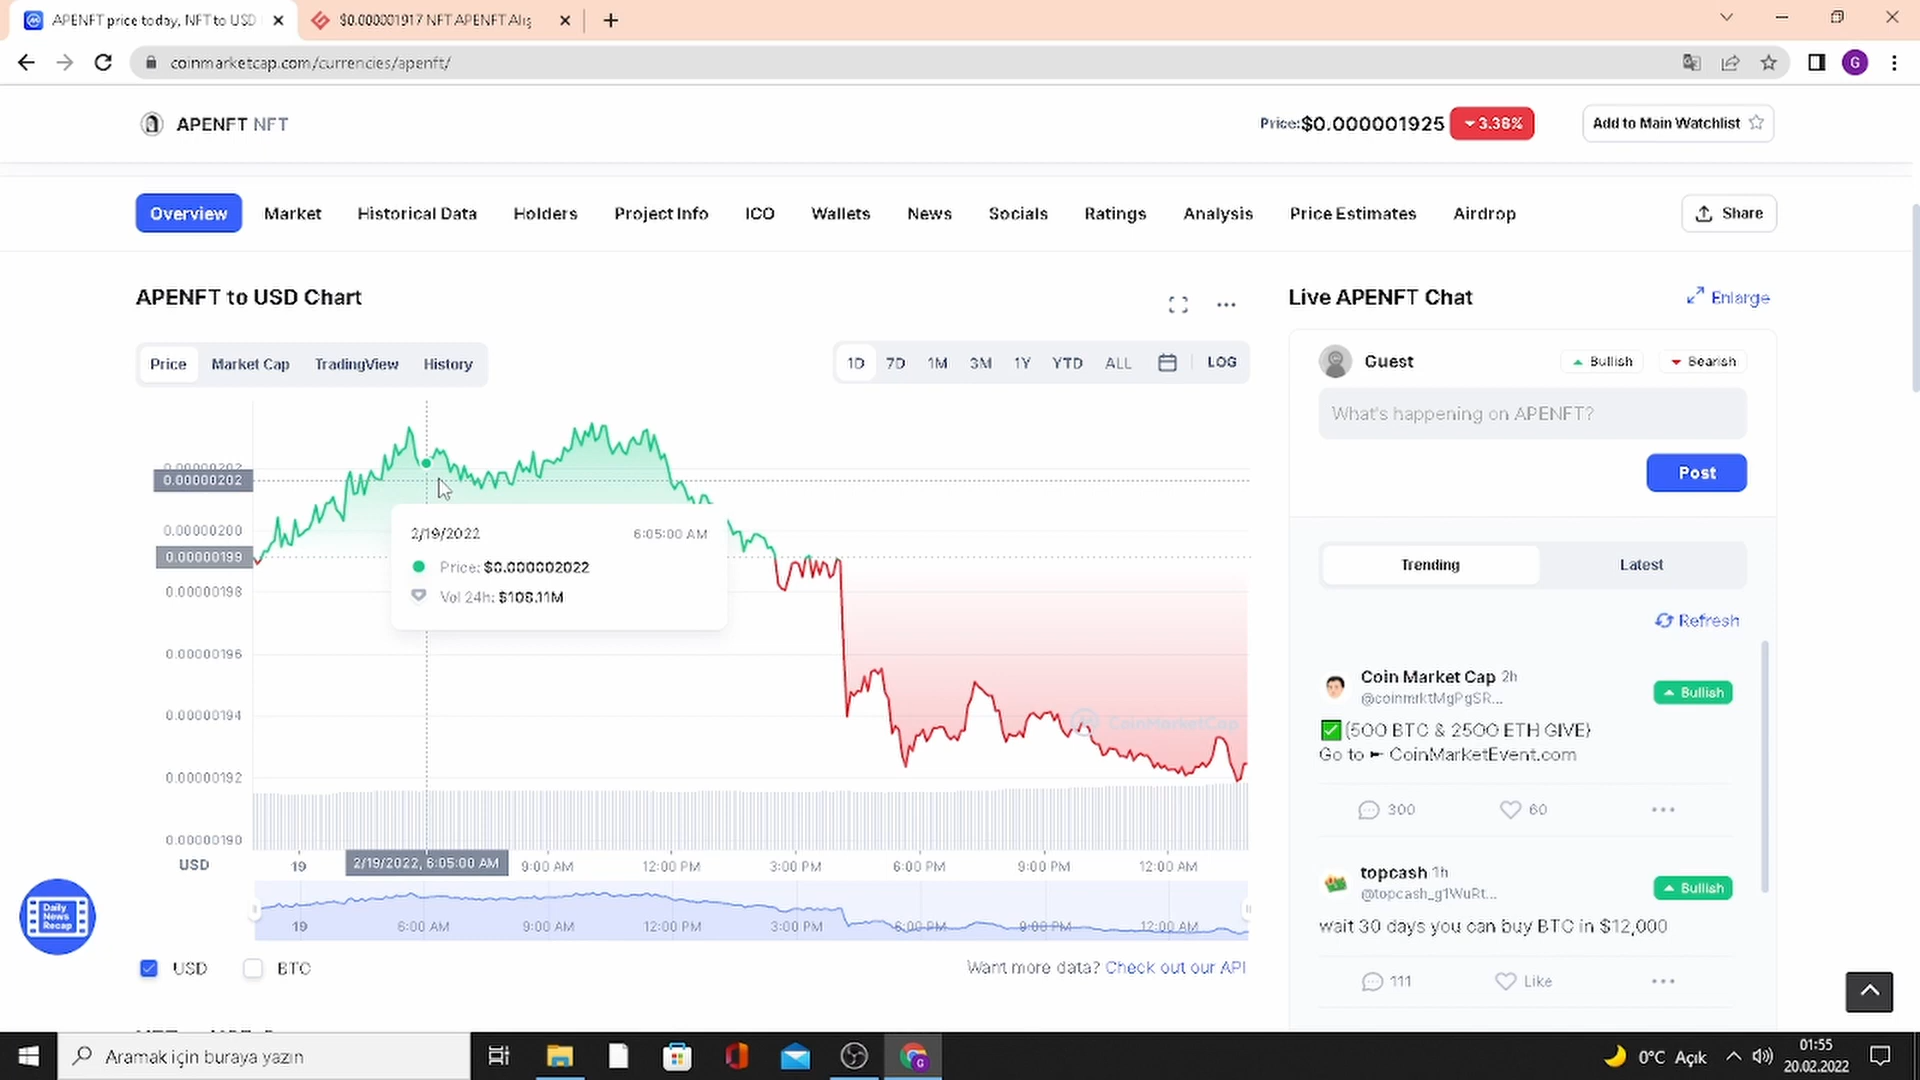 APENFT price today, NFT to USD
$0.000001917 NFT APENFT Alış
coinmarketcap.com/currencies/apenft/
G
APENFT NFT
Price:$0.000001925
3.36%
Add to Main Watchlist
Overview
Market
Historical Data
Holders
Project Info
ICO
Wallets
News
Socials
Ratings
Analysis
Price Estimates
Airdrop
Share
APENFT to USD Chart
Price
Market Cap
TradingView
History
1D
7D
1M
3M
1Y
YTD
ALL
LOG
0.00000202
0.00000202
0.00000200
0.00000199
0.00000198
0.00000196
0.00000194
0.00000192
0.00000190
2/19/2022
6:05:00 AM
Price: $0.000002022
Vol 24h: $108.11M
CoinMarketCap
USD
19
2/19/2022, 6:05:00 AM
9:00 AM
12:00 PM
3:00 PM
6:00 PM
9:00 PM
12:00 AM
19
6:00 AM
9:00 AM
12:00 PM
3:00 PM
6:00 PM
9:00 PM
12:00 AM
USD
BTC
Want more data? Check out our API
Daily
News
Recap
Live APENFT Chat
Enlarge
Guest
Bullish
Bearish
What's happening on APENFT?
Post
Trending
Latest
Refresh
Coin Market Cap 2h
@coinmrktMgPgSR...
Bullish
✅(500 BTC & 2500 ETH GIVE)
Go to ➼ CoinMarketEvent.com
300
60
topcash 1h
@topcash_g1WuRt...
Bullish
wait 30 days you can buy BTC in $12,000
111
Like
Aramak için buraya yazın
G
0°C Açık
01:55
20.02.2022